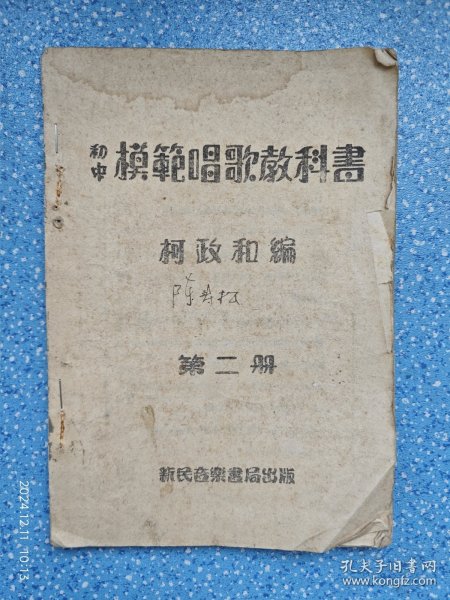 初中 模範唱歌教科書
柯政和編
第二册
新民音樂書局出版
2024.12.11 10:13
孔夫子旧书网
www.kongfz.com